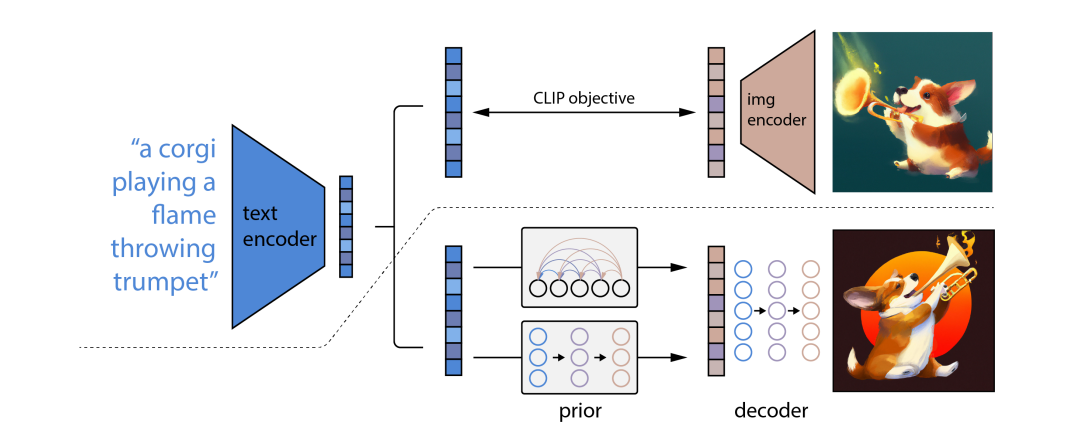 “a corgi
playing a
flame
throwing
trumpet”
text
encoder
CLIP objective
img
encoder
prior
decoder